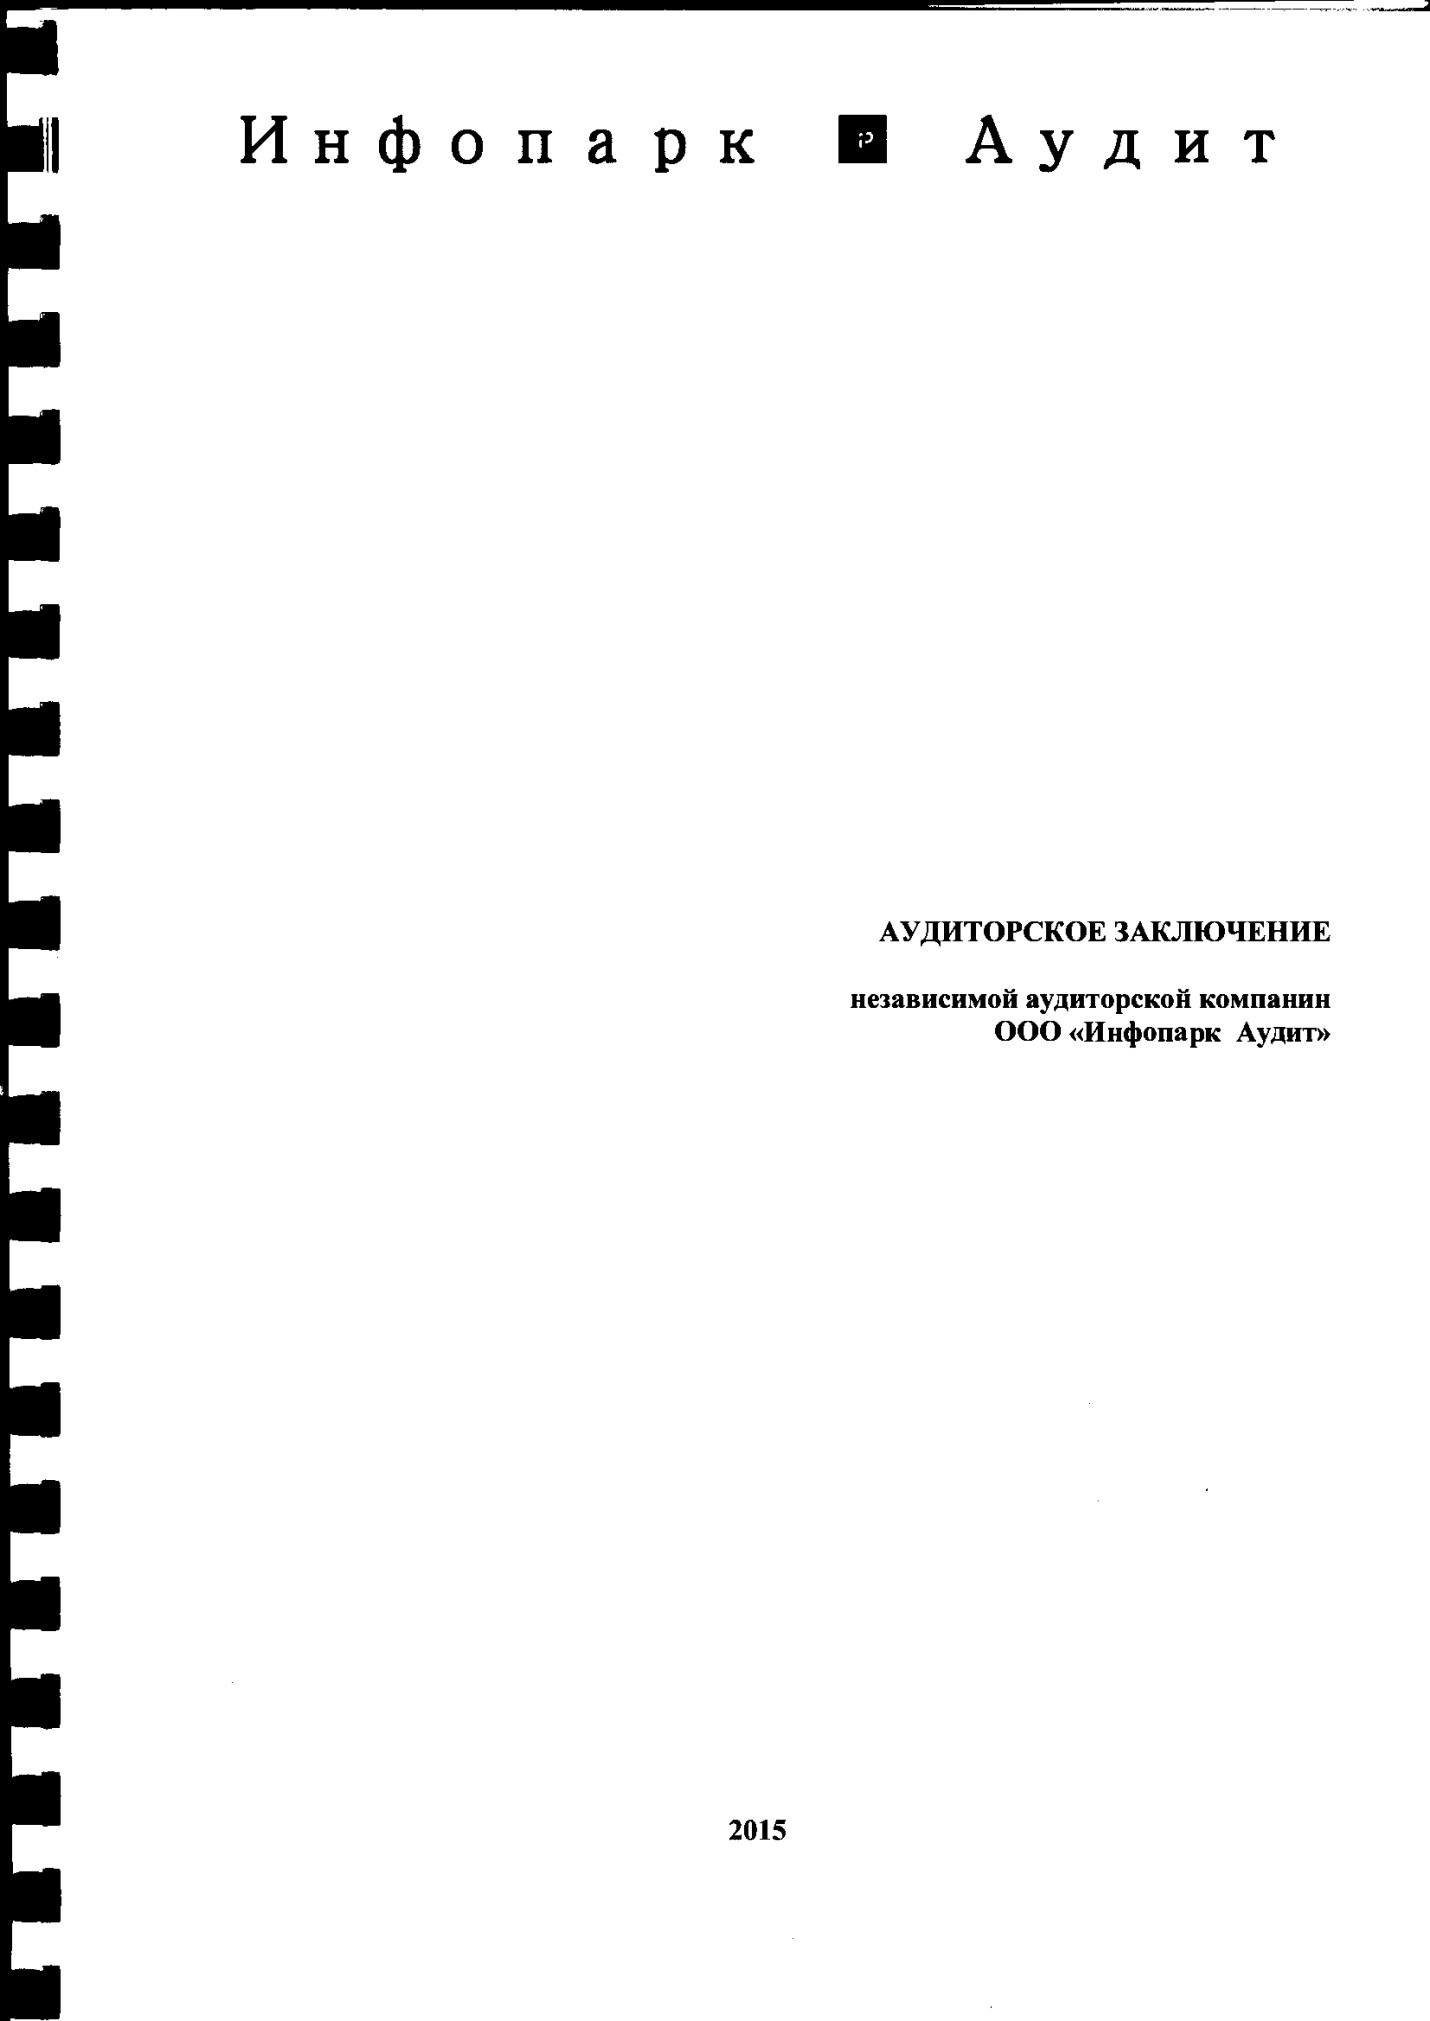 Инфопарк Аудит
АУДИТОРСКОЕ ЗАКЛЮЧЕНИЕ
независимой аудиторской компании
ООО «Инфопарк Аудит»
2015